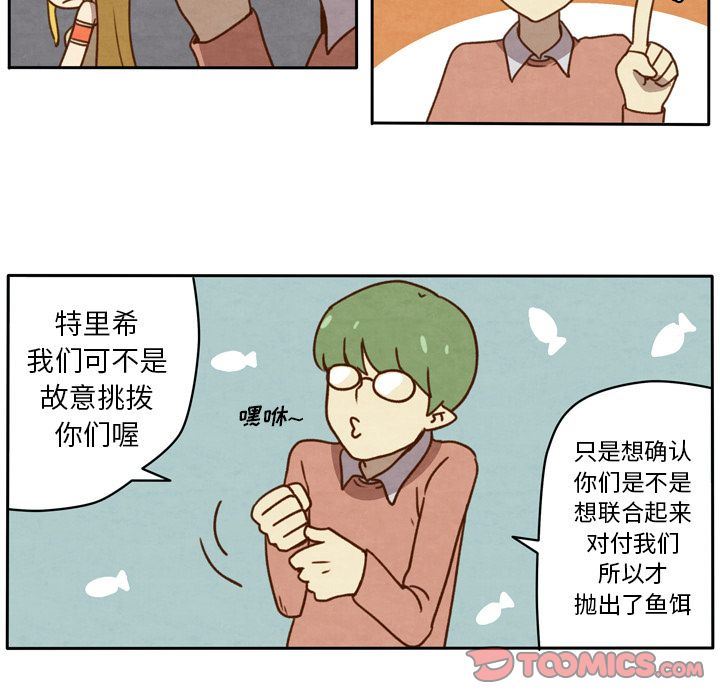 特里希
我们可不是
故意挑拨
你们喔
嘿咻~
只是想确认
你们是不是
想联合起来
对付我们
所以才
抛出了鱼饵
TOOMICS.COM